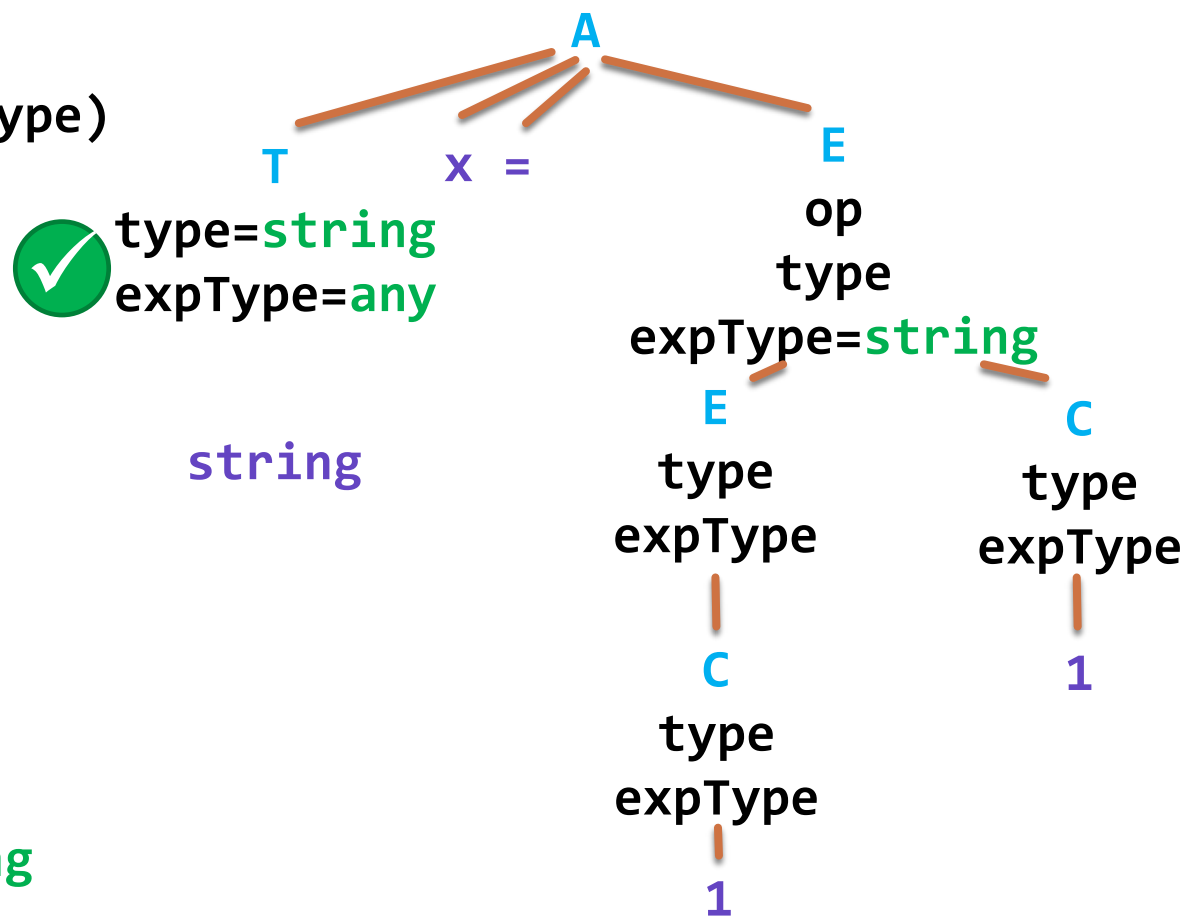 A
ype)
T
x =
E
type=string
expType=any
op
type
expType=string
string
E
type
expType
C
type
expType
C
type
expType
1
1
g